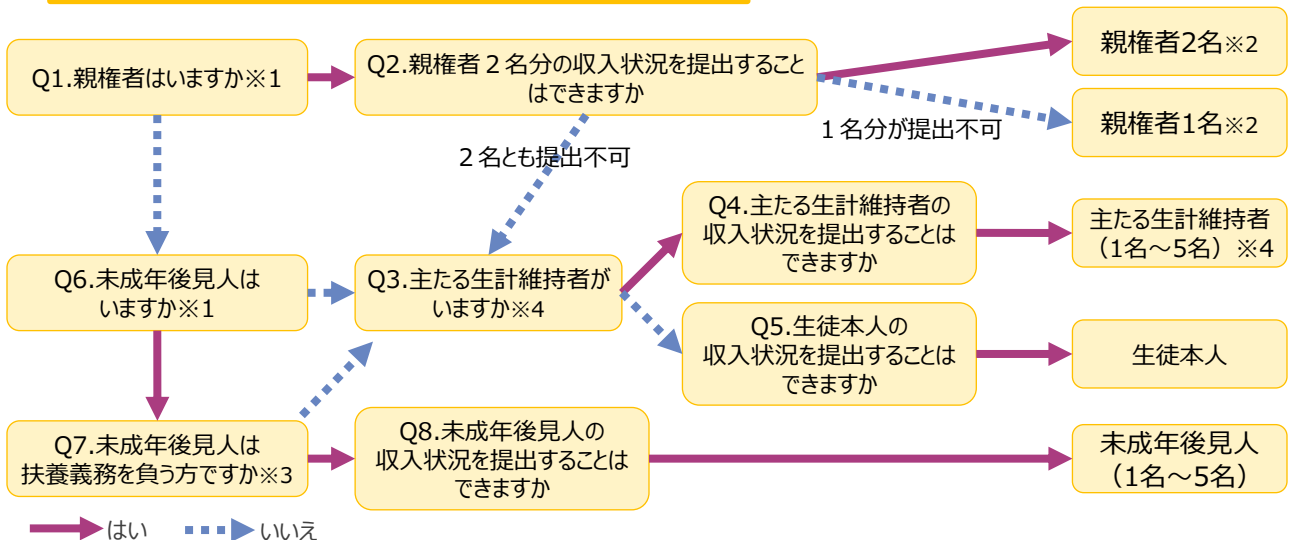 Q1.親権者はいますか※1
Q2.親権者２名分の収入状況を提出すること
はできますか
親権者2名※2
１名分が提出不可
親権者1名※2
２名とも提出不可
Q6.未成年後見人は
いますか※1
Q3.主たる生計維持者が
いますか※4
Q4.主たる生計維持者の
収入状況を提出することは
できますか
主たる生計維持者
（1名～5名）※4
Q5.生徒本人の
収入状況を提出することは
できますか
生徒本人
Q7.未成年後見人は
扶養義務を負う方ですか※3
Q8.未成年後見人の
収入状況を提出することは
できますか
未成年後見人
（1名～5名）
はい
いいえ